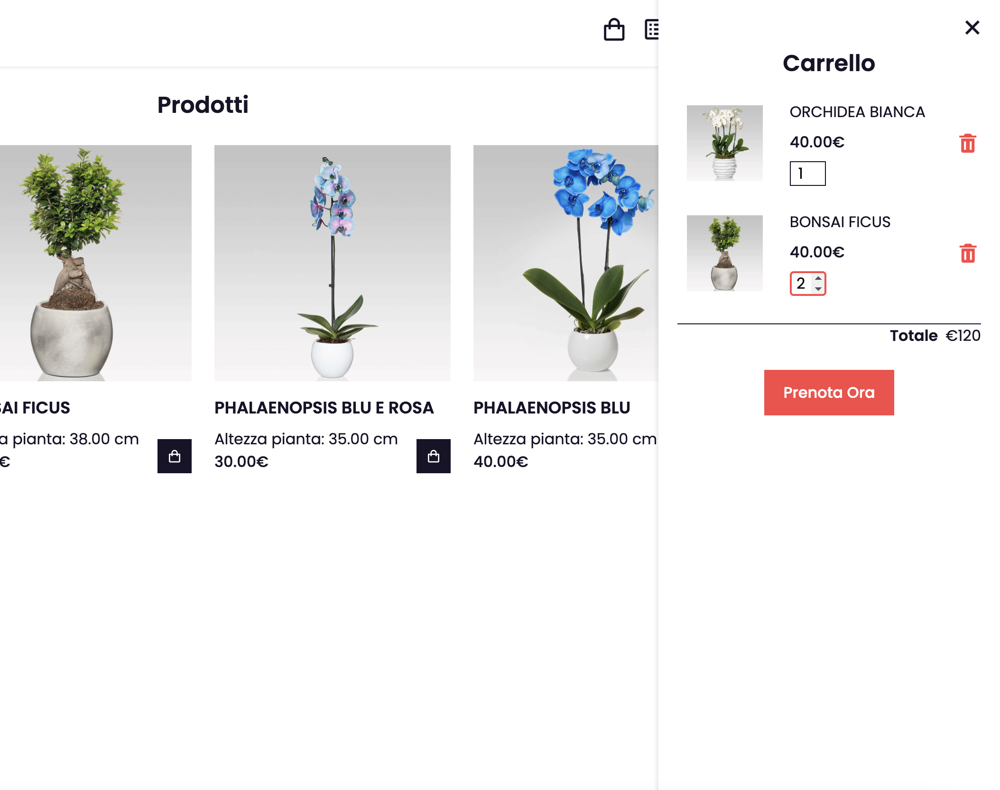 Prodotti
SAI FICUS
a pianta: 38.00 cm
€
PHALAENOPSIS BLU E ROSA
Altezza pianta: 35.00 cm
30.00€
PHALAENOPSIS BLU
Altezza pianta: 35.00 cm
40.00€
Carrello
ORCHIDEA BIANCA
40.00€
1
BONSAI FICUS
40.00€
2
Totale €120
Prenota Ora